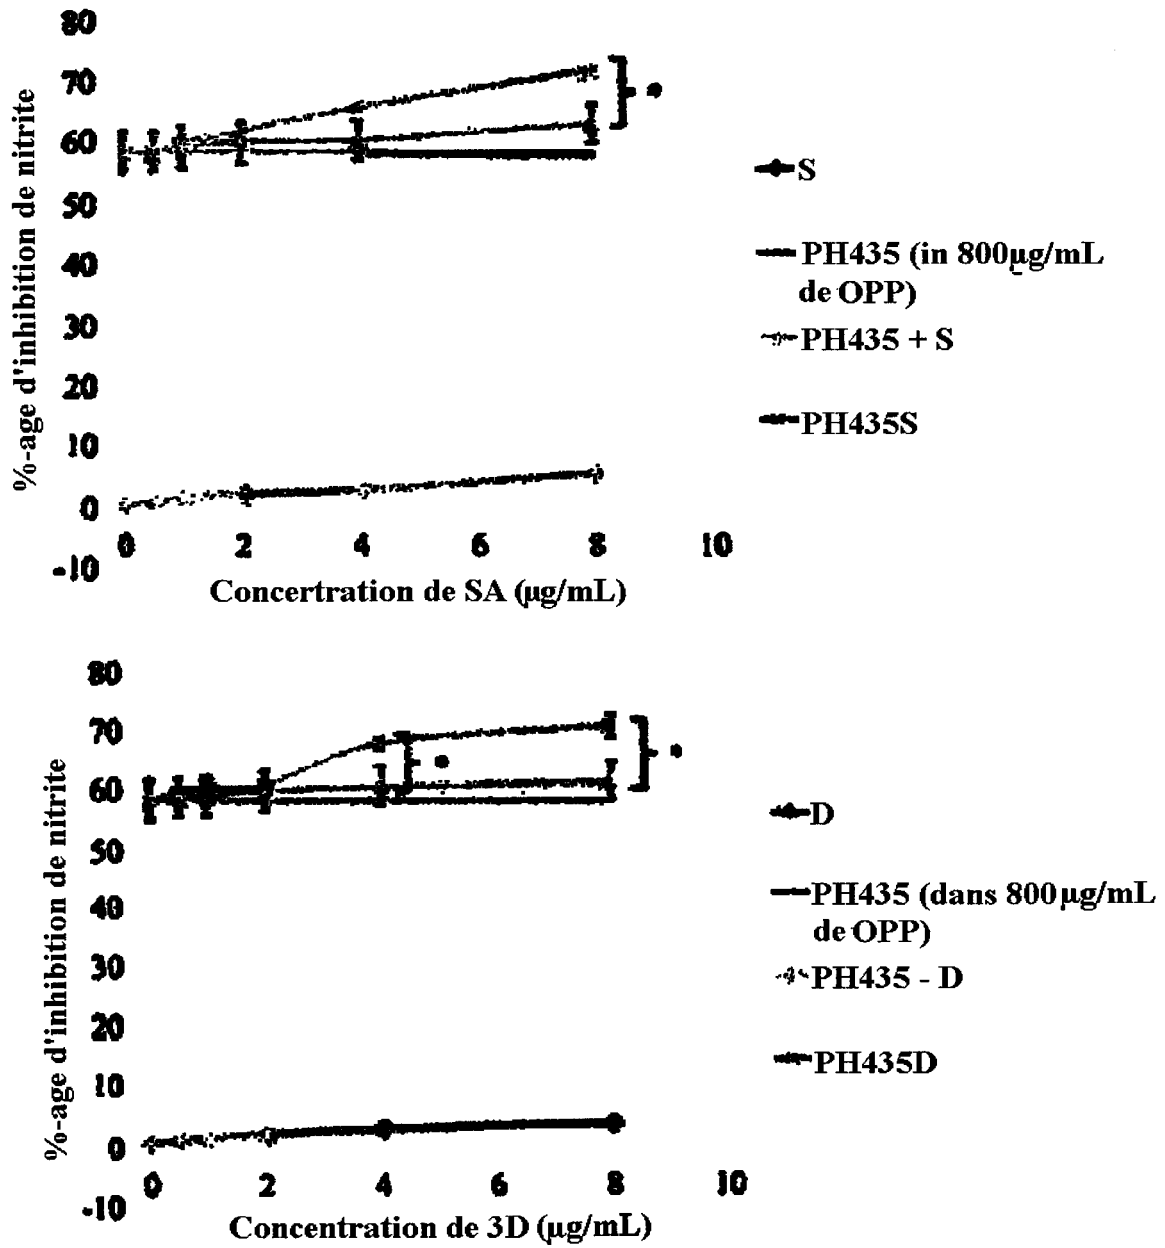 80
70
60
50
40
30
20
10
0
-10
%-age d'inhibition de nitrite
0 2 4 6 8 10
Concertration de SA (µg/mL)
S
PH435 (in 800µg/mL
de OPP)
PH435 + S
PH435S
80
70
60
50
40
30
20
10
0
-10
%-age d'inhibition de nitrite
0 2 4 6 8 10
Concentration de 3D (µg/mL)
D
PH435 (dans 800µg/mL
de OPP)
PH435 - D
PH435D